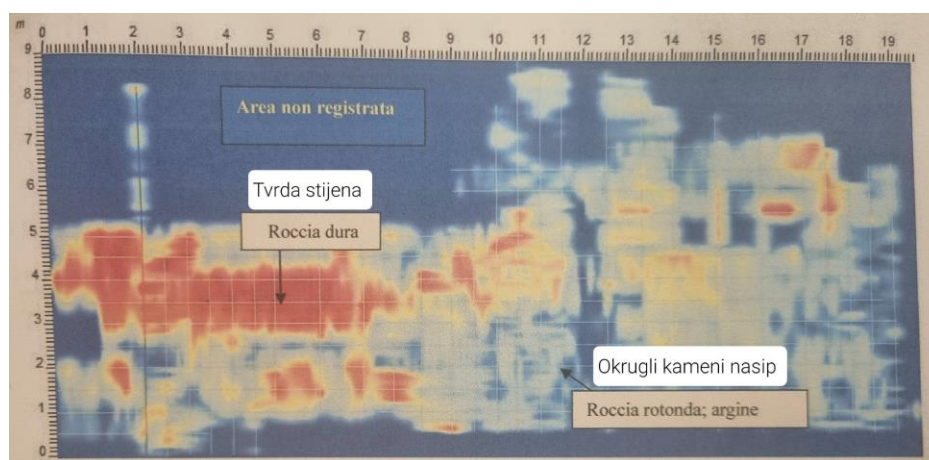 m
0 1 2 3 4 5 6 7 8 9 10 11 12 13 14 15 16 17 18 19
9
8
Area non registrata
7
6
Tvrda stijena
Roccia dura
5
4
3
2
Okrugli kameni nasip
Roccia rotonda; argine
1
0